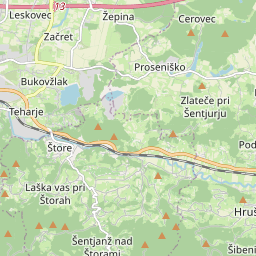 13
Leskovec
Žepina
Cerovec
Začret
Proseniško
Bukovžlak
Zlateče pri
Šentjurju
Teharje
Štore
Pod
Laška vas pri
Štorah
Hruš
Šentjanž nad
Štorami
Šibeni